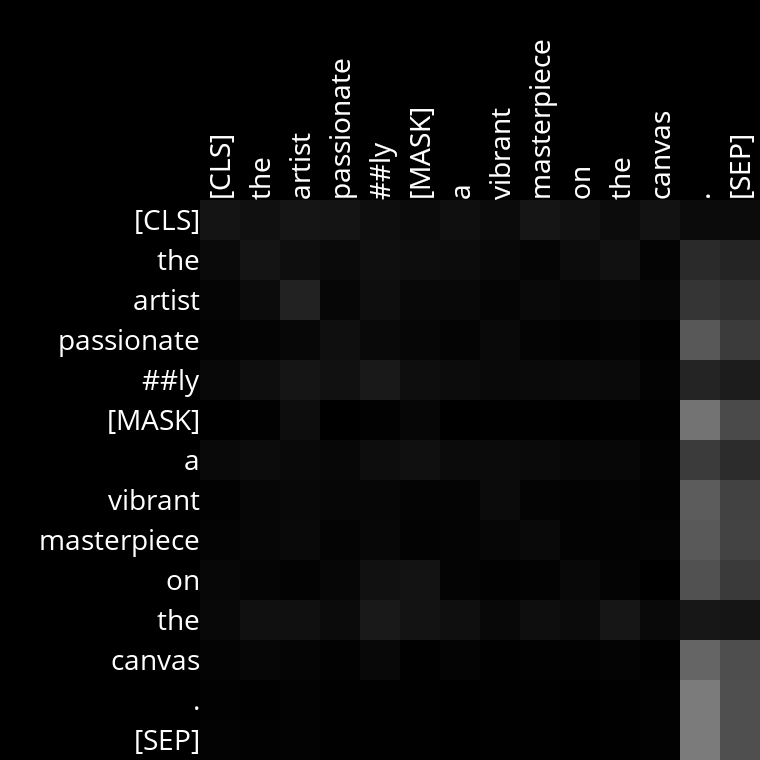 [CLS] the artist passionate ##ly [MASK] a vibrant masterpiece on the canvas . [SEP]
[CLS]
the
artist
passionate
##ly
[MASK]
a
vibrant
masterpiece
on
the
canvas
.
[SEP]